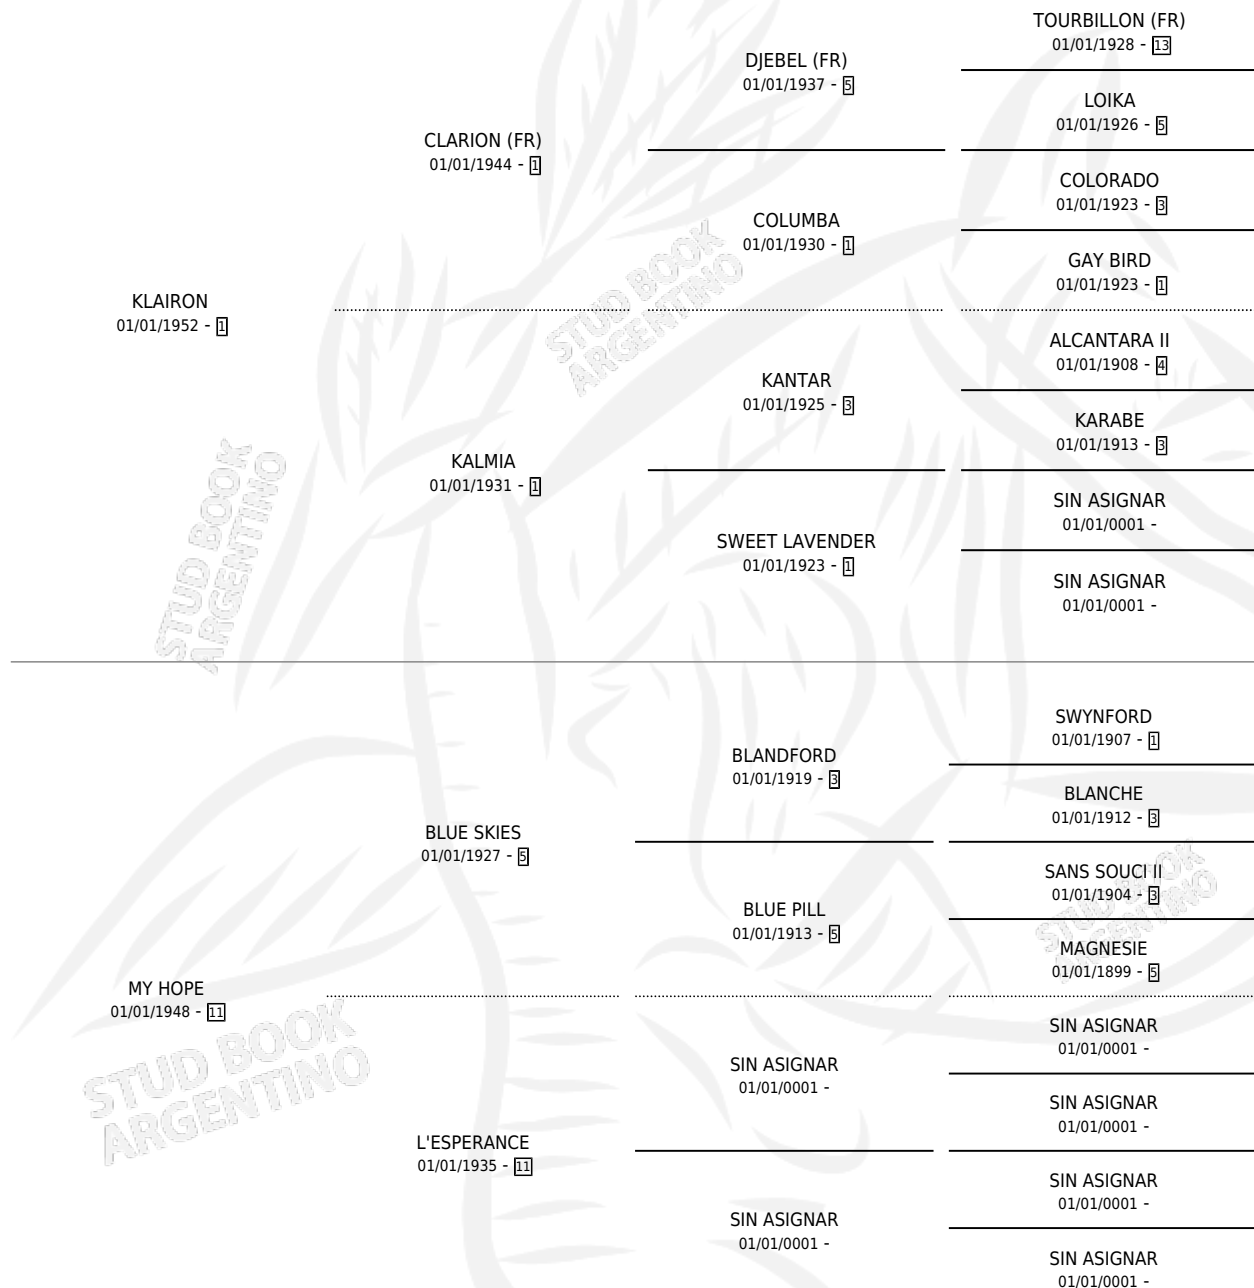 TOURBILLON (FR)
01/01/1928 - 13
DJEBEL (FR)
01/01/1937 - 5
LOIKA
01/01/1926 - 5
CLARION (FR)
01/01/1944 - 1
COLORADO
01/01/1923 - 3
COLUMBA
01/01/1930 - 1
GAY BIRD
01/01/1923 - 1
KLAIRON
01/01/1952 - 1
STUD BOOK
ARGENTINO
ALCANTARA II
01/01/1908 - 4
KANTAR
01/01/1925 - 3
KARABE
01/01/1913 - 3
KALMIA
01/01/1931 - 1
SIN ASIGNAR
01/01/0001 -
SWEET LAVENDER
01/01/1923 - 1
SIN ASIGNAR
01/01/0001 -
STUD BOOK
ARGENTINO
SWYNFORD
01/01/1907 - 1
BLANDFORD
01/01/1919 - 3
BLANCHE
01/01/1912 - 3
BLUE SKIES
01/01/1927 - 5
SANS SOUCI II
01/01/1904 - 3
BLUE PILL
01/01/1913 - 5
STUD BOOK
ARGENTINO
MAGNESIE
01/01/1899 - 5
MY HOPE
01/01/1948 - 11
STUD BOOK
ARGENTINO
SIN ASIGNAR
01/01/0001 -
SIN ASIGNAR
01/01/0001 -
SIN ASIGNAR
01/01/0001 -
L'ESPERANCE
01/01/1935 - 11
SIN ASIGNAR
01/01/0001 -
SIN ASIGNAR
01/01/0001 -
SIN ASIGNAR
01/01/0001 -